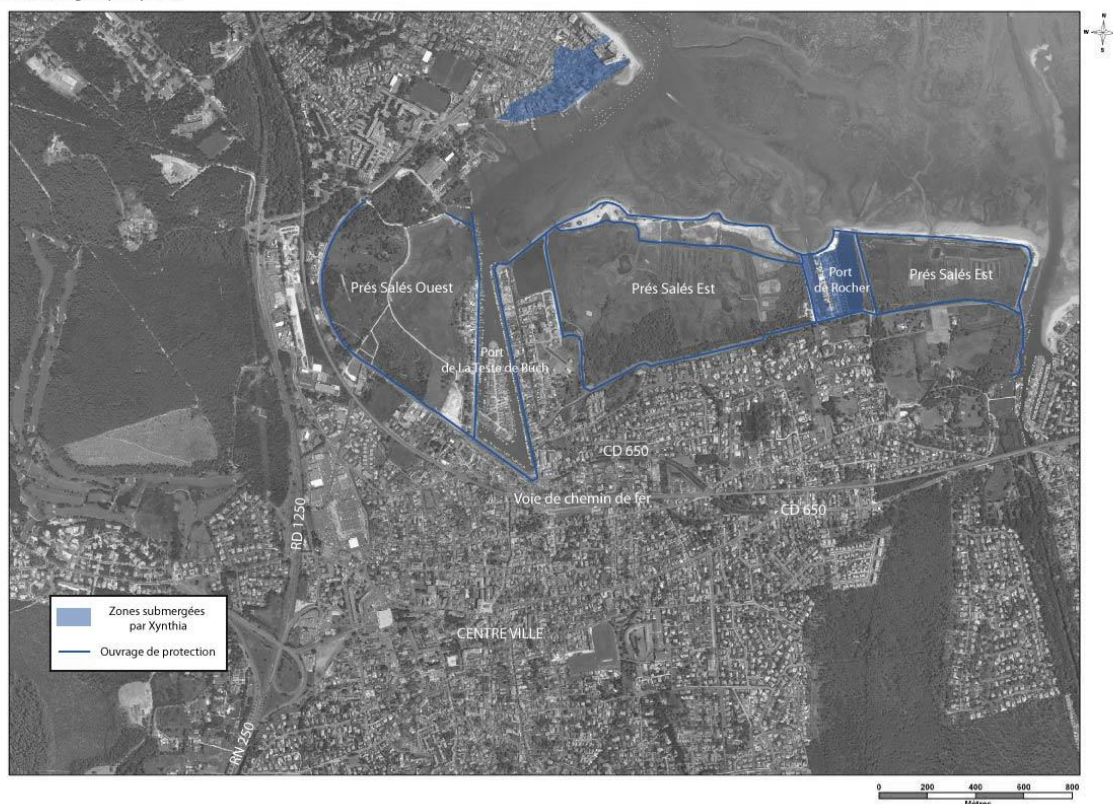 N
W
E
S
Prés Salés Ouest
Prés Salés Est
Port
de Rocher
Prés Salés Est
Port
de La Teste de Buch
CD 650
Voie de chemin de fer
CD 650
RD 1250
Zones submergées
par Xynthia
Ouvrage de protection
CENTRE VILLE
RN 250
0 200 400 600 800
Mètres